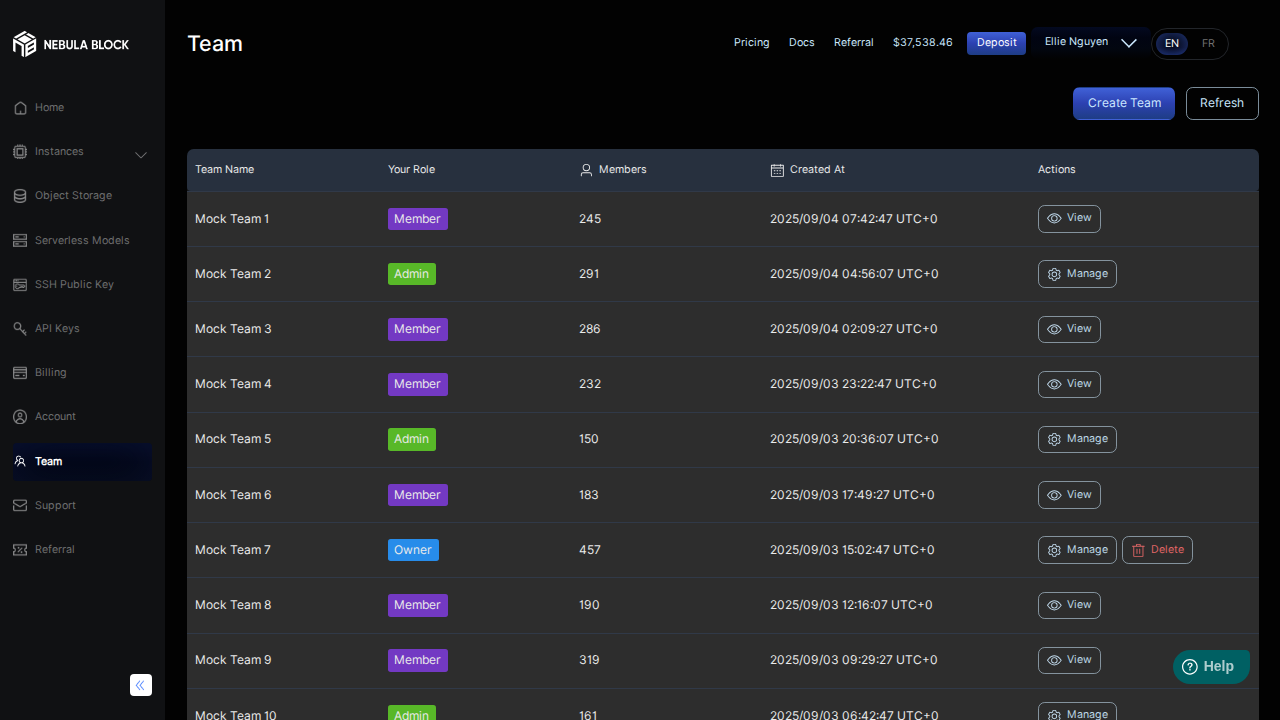 NEBULA BLOCK
Team
Pricing
Docs
Referral
$37,538.46
Deposit
Ellie Nguyen
EN
FR
Home
Instances
Object Storage
Serverless Models
SSH Public Key
API Keys
Billing
Account
Team
Support
Referral
Create Team
Refresh
Team Name Your Role Members Created At Actions
Mock Team 1 Member 245 2025/09/04 07:42:47 UTC+0 View
Mock Team 2 Admin 291 2025/09/04 04:56:07 UTC+0 Manage
Mock Team 3 Member 286 2025/09/04 02:09:27 UTC+0 View
Mock Team 4 Member 232 2025/09/03 23:22:47 UTC+0 View
Mock Team 5 Admin 150 2025/09/03 20:36:07 UTC+0 Manage
Mock Team 6 Member 183 2025/09/03 17:49:27 UTC+0 View
Mock Team 7 Owner 457 2025/09/03 15:02:47 UTC+0 Manage Delete
Mock Team 8 Member 190 2025/09/03 12:16:07 UTC+0 View
Mock Team 9 Member 319 2025/09/03 09:29:27 UTC+0 View
Mock Team 10 Admin 161 2025/09/03 06:42:47 UTC+0 Manage
Help